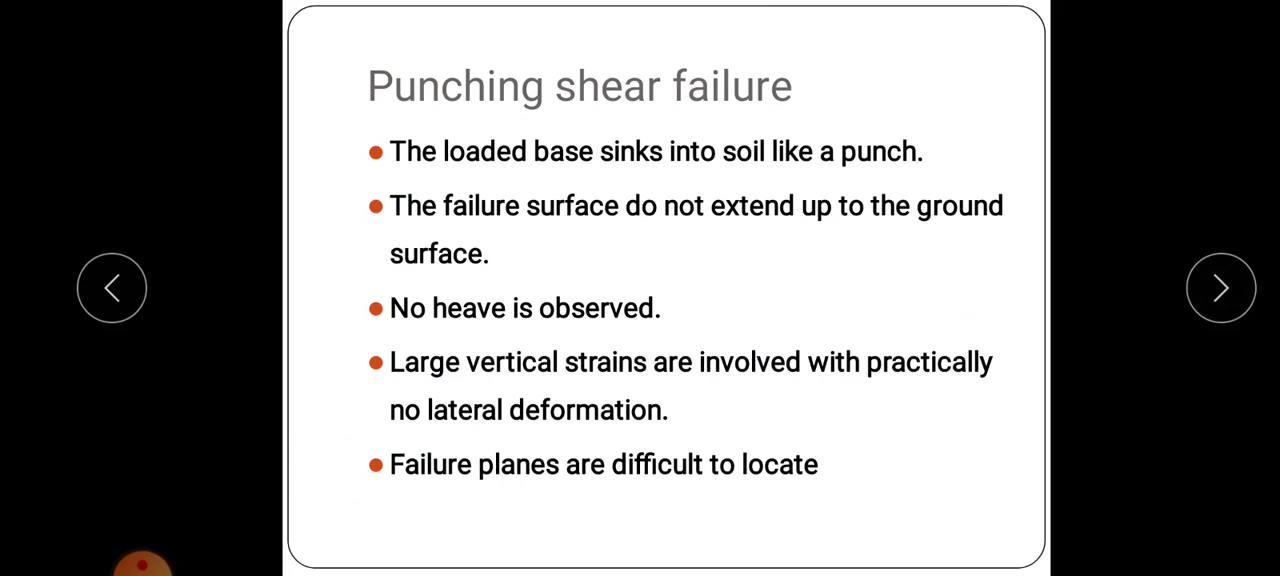 Punching shear failure
The loaded base sinks into soil like a punch.
The failure surface do not extend up to the ground
surface.
No heave is observed.
Large vertical strains are involved with practically
no lateral deformation.
Failure planes are difficult to locate